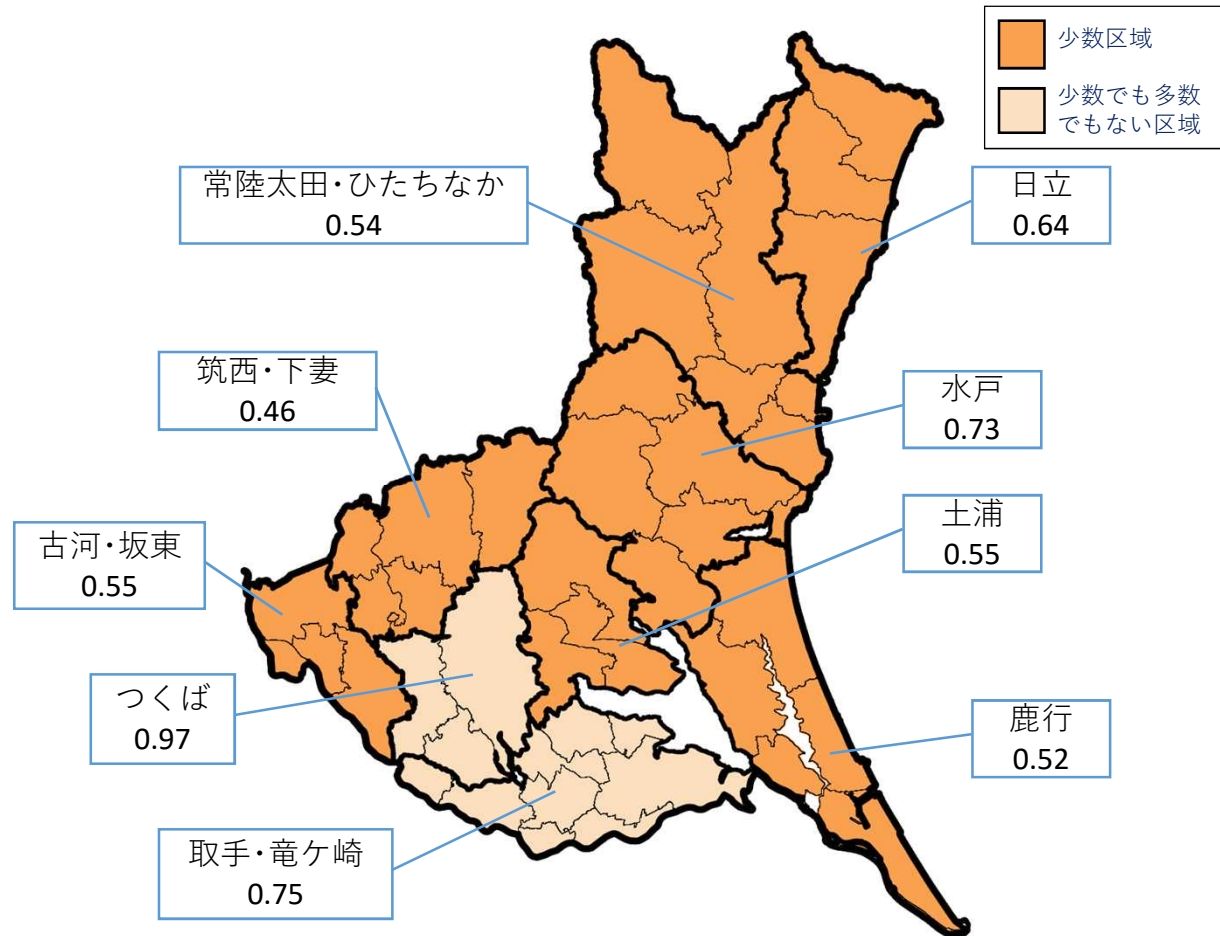 少数区域
少数でも多数
でもない区域
常陸太田・ひたちなか
0.54
日立
0.64
筑西・下妻
0.46
水戸
0.73
古河・坂東
0.55
土浦
0.55
つくば
0.97
鹿行
0.52
取手・竜ケ崎
0.75